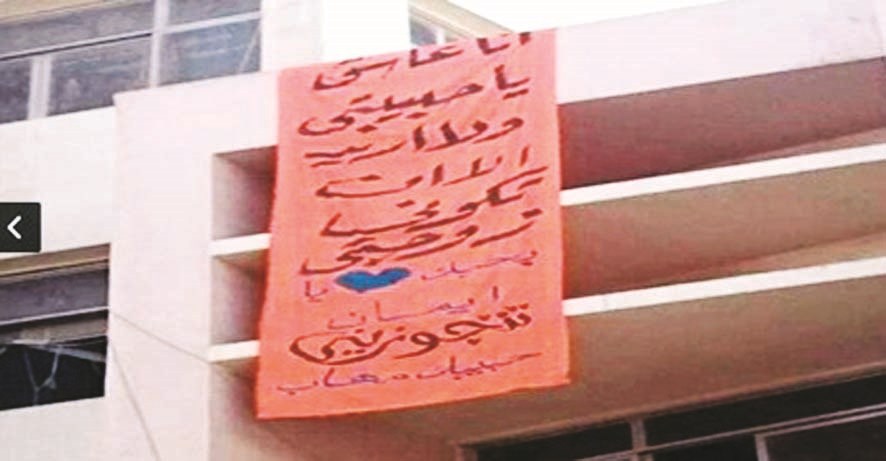 انا عاشق
يا حبيبتي
ولا اريد
الا ان
تكوني
زوجتي
بحبك يا
ايمان
تتجوزيني
حبيبك مهاب